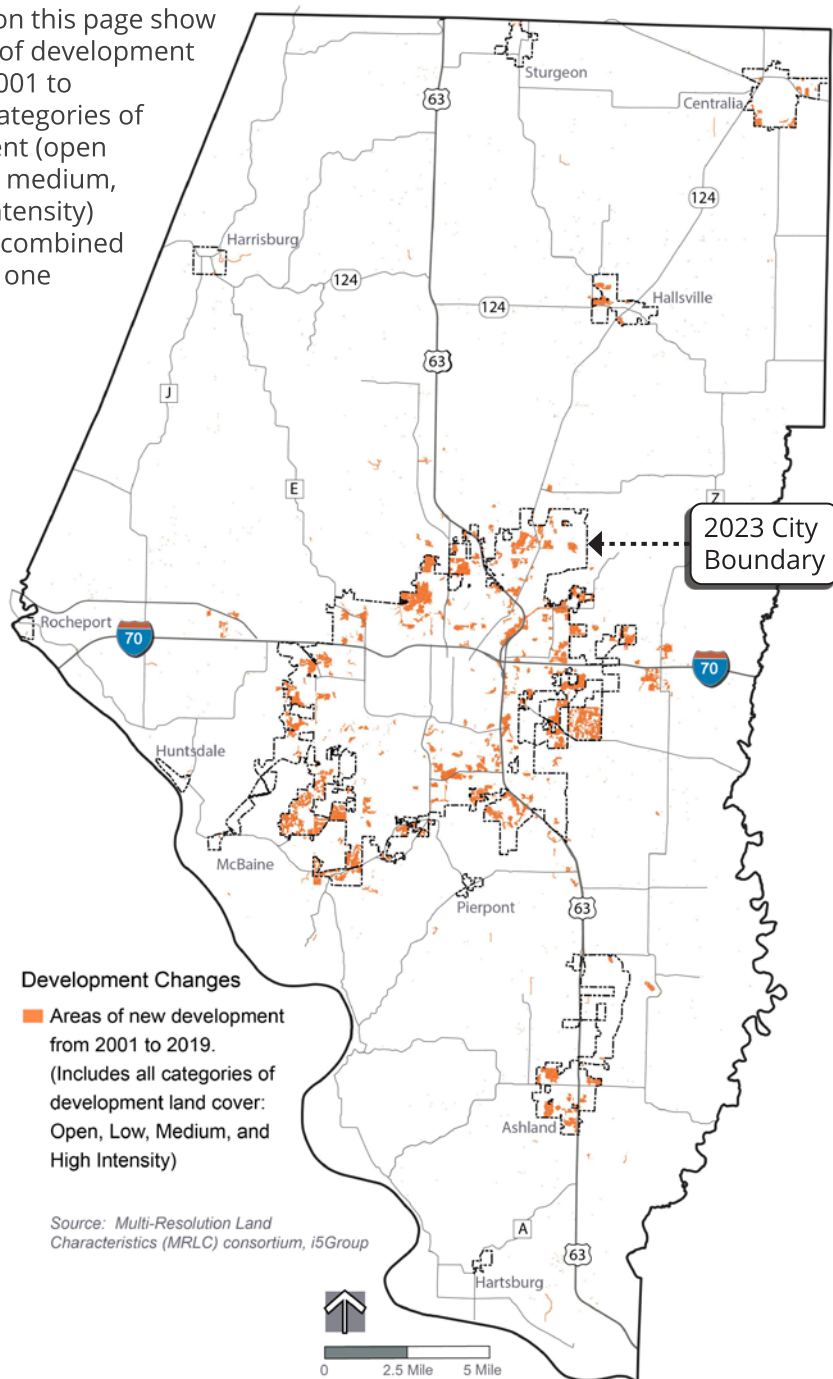 on this page show
of development
001 to
ategories of
ent (open
medium,
ntensity)
combined
one
63
Sturgeon
Centralia
124
Harrisburg
124
124
Hallsville
63
J
E
Z
2023 City
Boundary
Rocheport
70
70
Huntsdale
McBaine
Pierpont
63
Development Changes
Areas of new development
from 2001 to 2019.
(Includes all categories of
development land cover:
Open, Low, Medium, and
High Intensity)
Ashland
Source: Multi-Resolution Land
Characteristics (MRLC) consortium, i5Group
A
63
Hartsburg
0 2.5 Mile 5 Mile